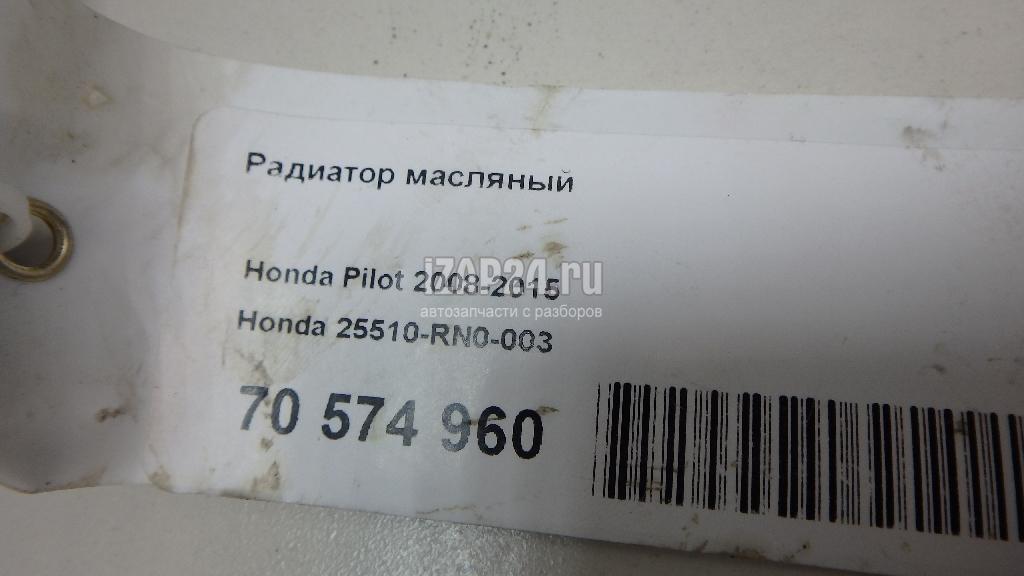 Радиатор масляный
Honda Pilot 2008-2015
iZAP24.ru
автозапчасти с разборов
Honda 25510-RN0-003
70 574 960